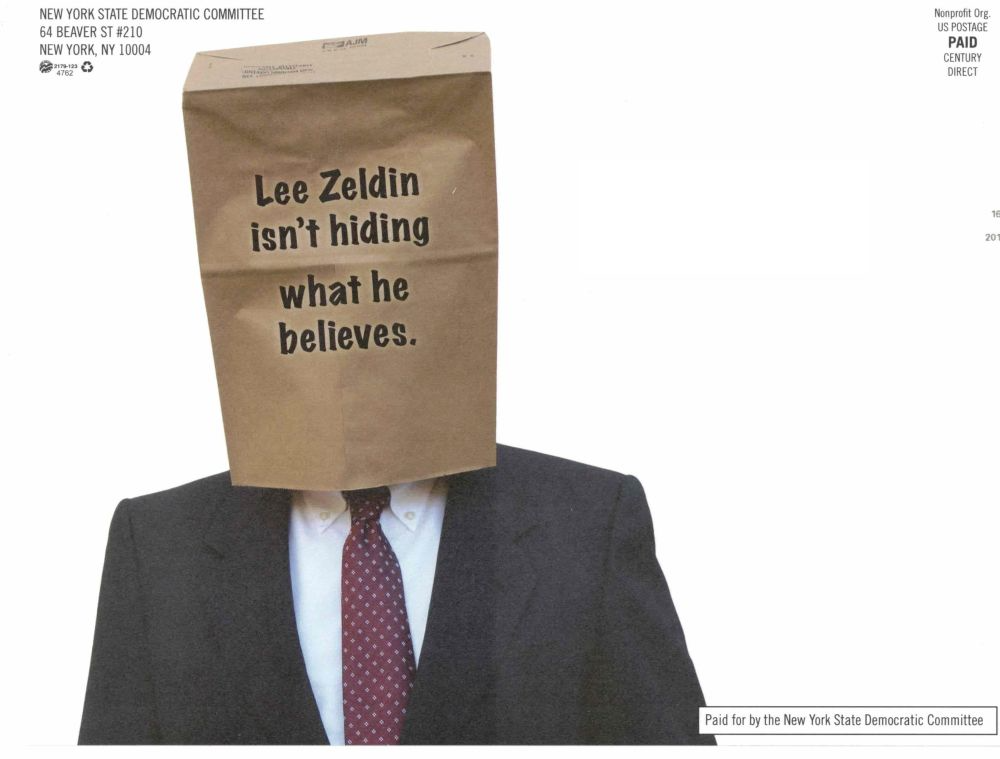 NEW YORK STATE DEMOCRATIC COMMITTEE
64 BEAVER ST #210
NEW YORK, NY 10004
2179-123
4762
Nonprofit Org.
US POSTAGE
PAID
CENTURY
DIRECT
AJM
Lee Zeldin
isn't hiding
what he
believes.
16
201
Paid for by the New York State Democratic Committee